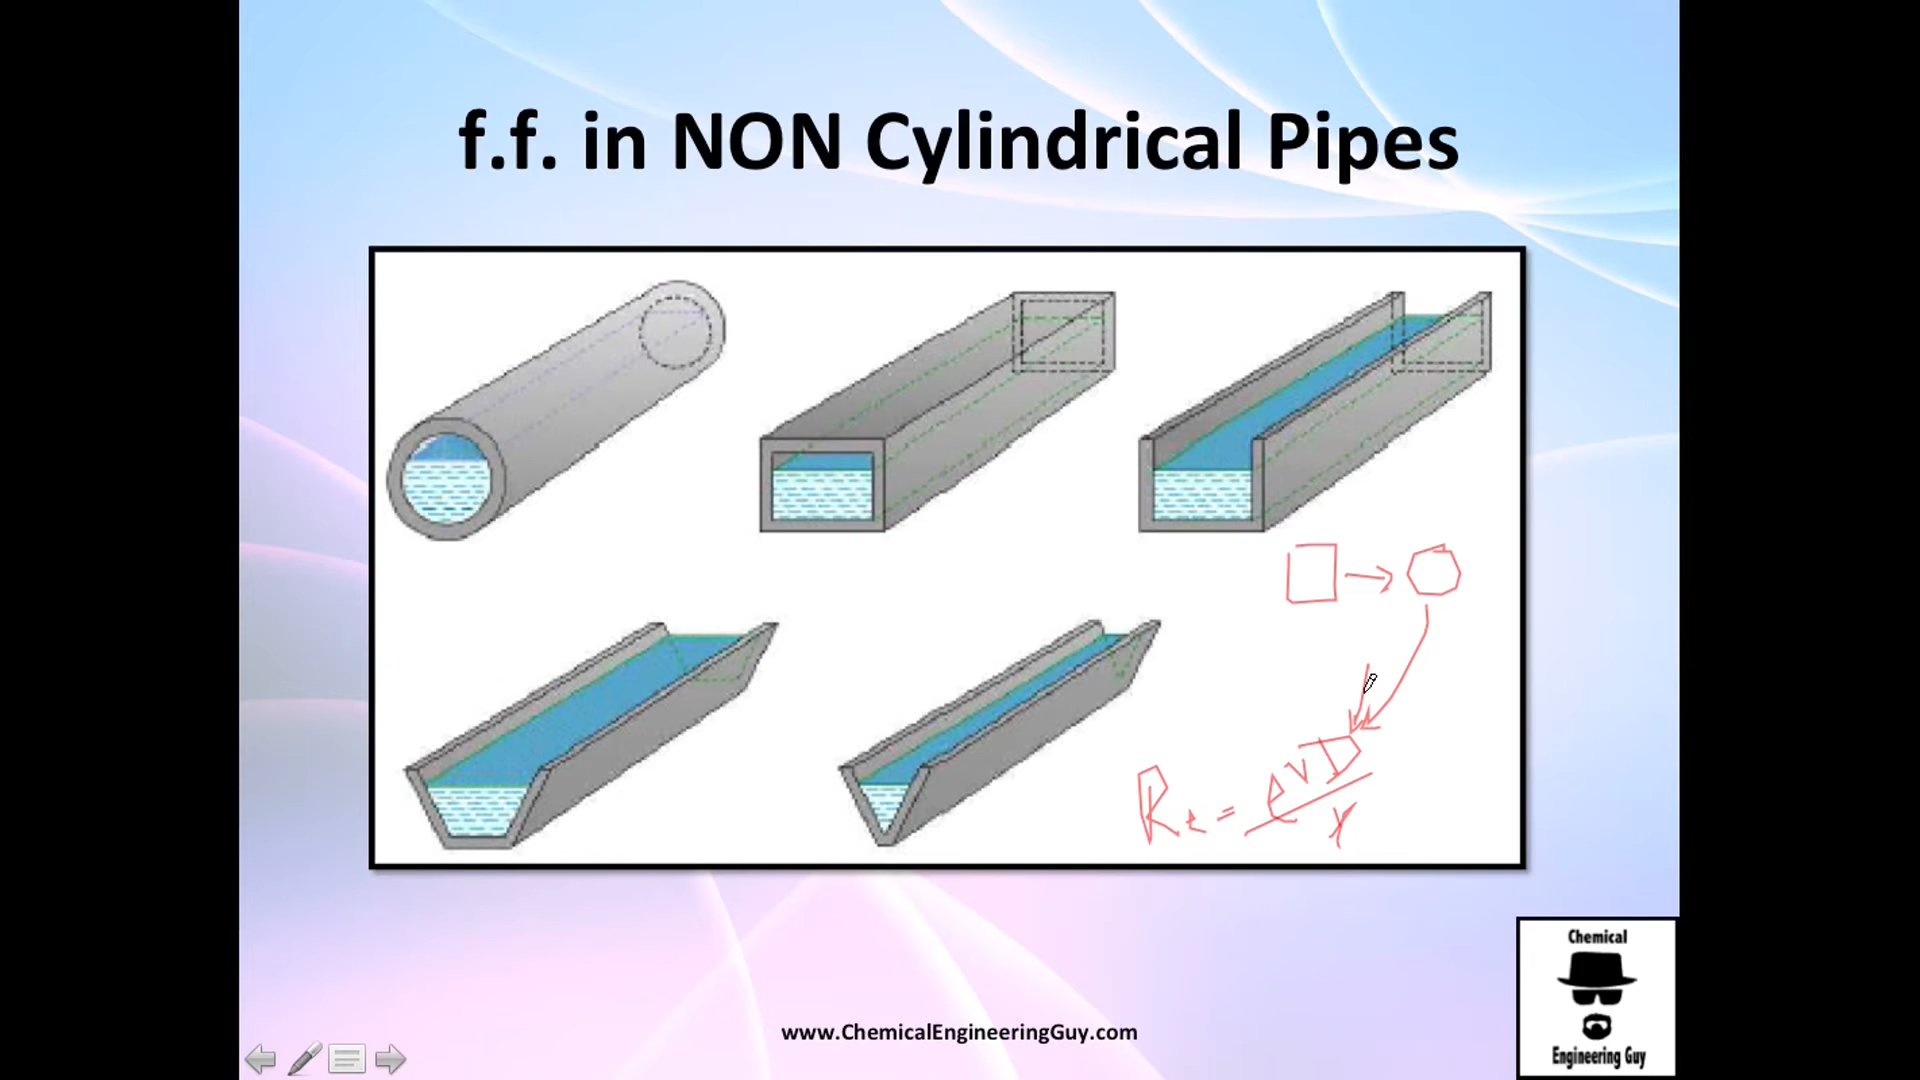 f.f. in NON Cylindrical Pipes
Re = ρVD
www.ChemicalEngineeringGuy.com
Chemical
Engineering Guy